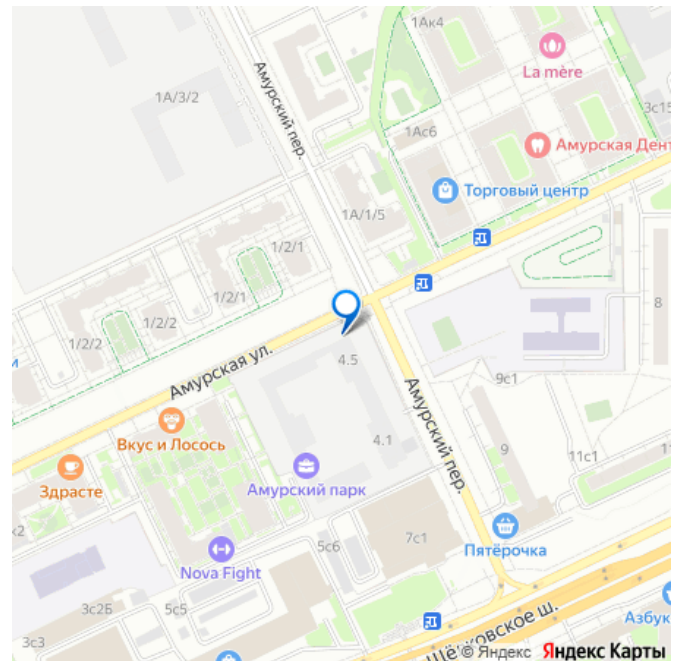 1Ак4
La mère
1А/3/2
Амурский пер.
3с15
1Ас6
Амурская Дент
Торговый центр
1А/1/5
1/2/1
1/2/1
1/2/2
1/2/2
и
8
4.5
Амурская ул.
9с1
Амурский пер.
Вкус и Лосось
4.1
9
11с1
11
Здрасте
Амурский парк
к2
5с6
7с1
Пятёрочка
Nova Fight
3с2Б
5с5
3с3
Азбук
Щёлковское ш.
© Яндекс Яндекс Карты